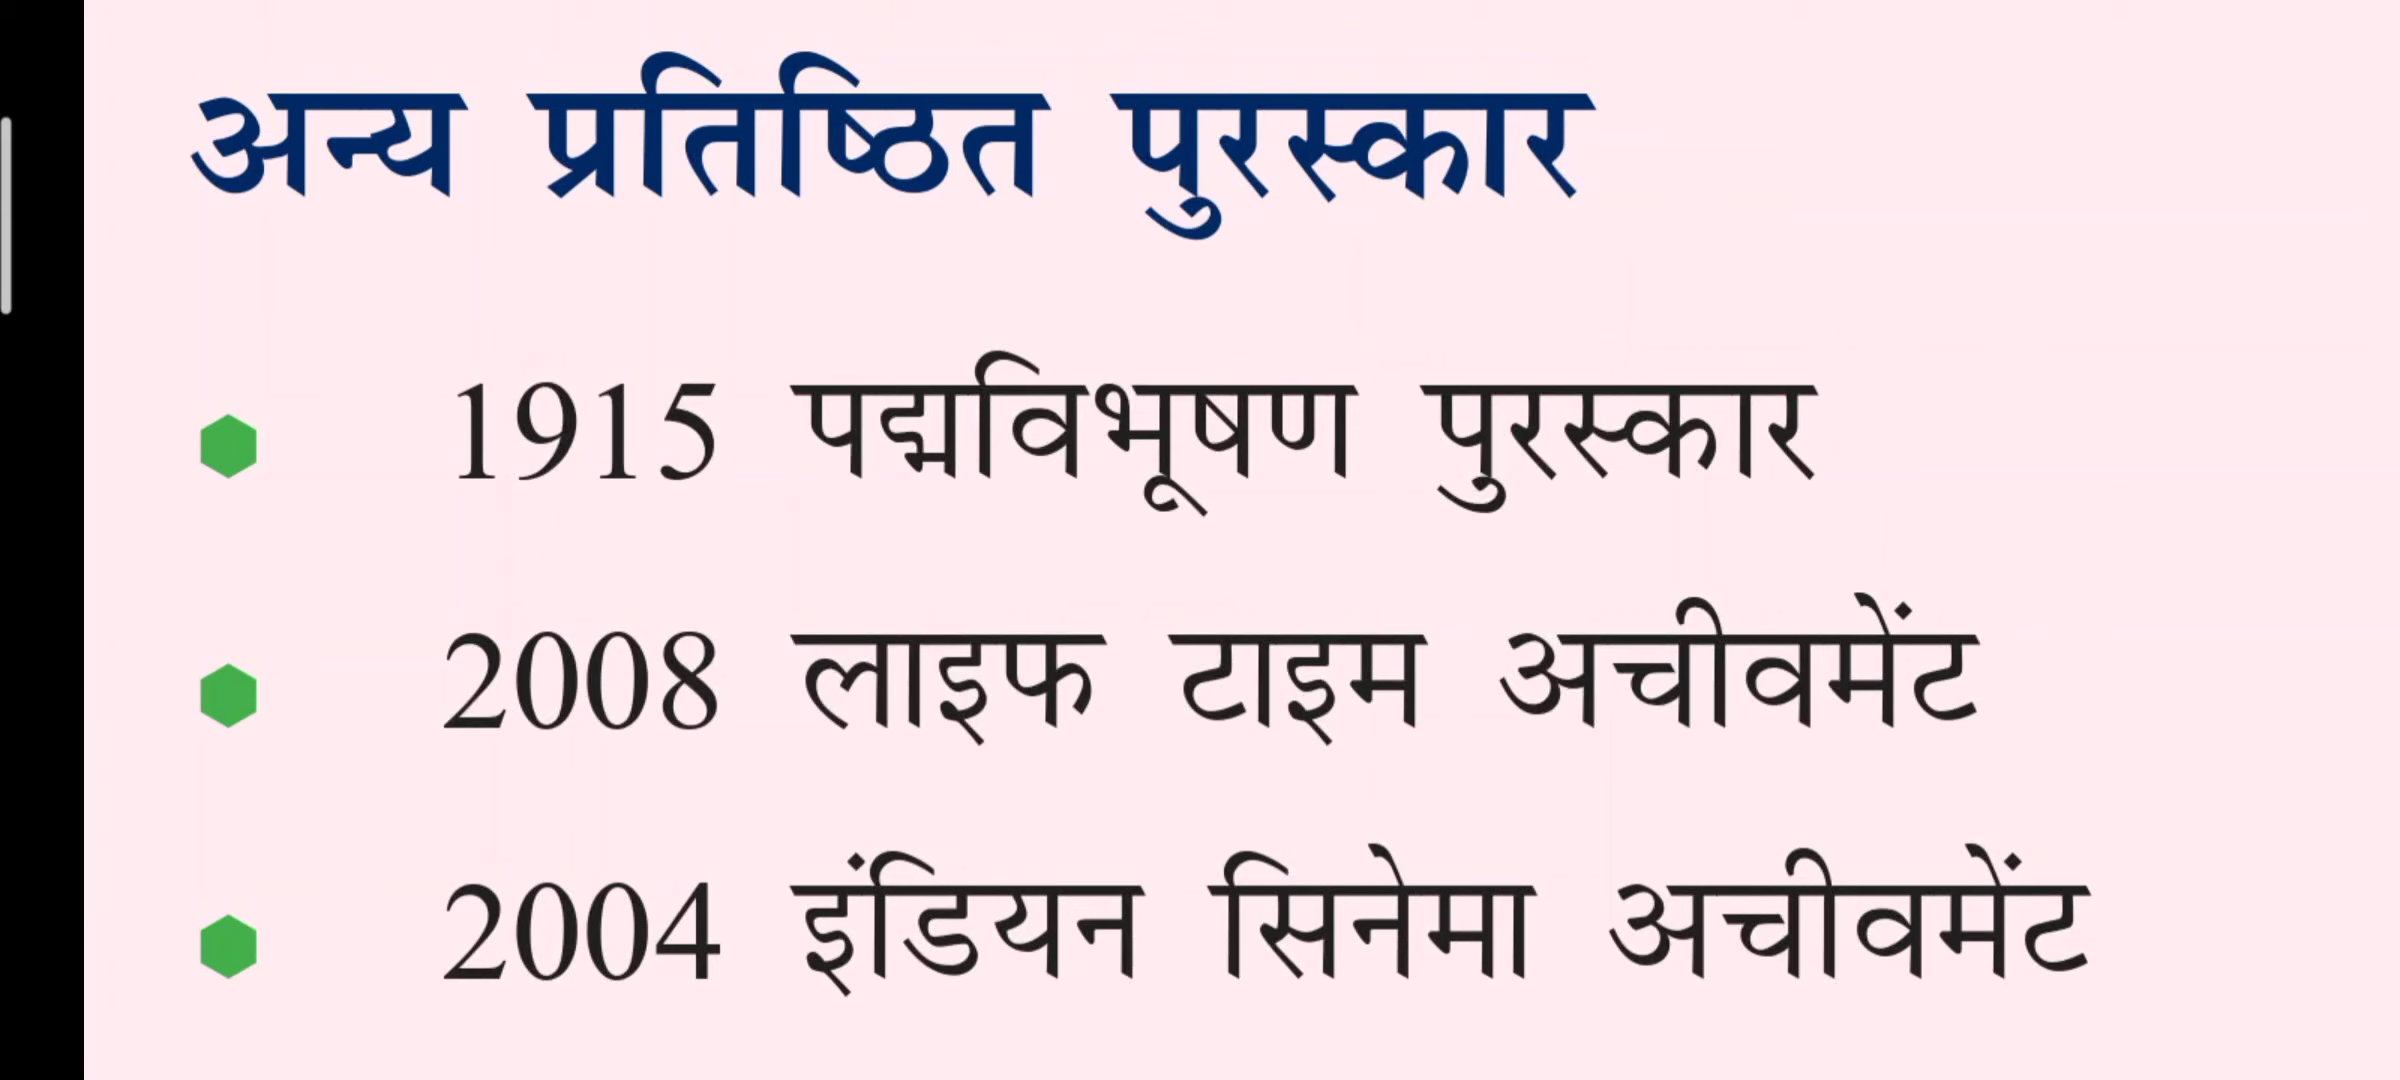 अन्य प्रतिष्ठित पुरस्कार
1915 पद्मविभूषण पुरस्कार
2008 लाइफ टाइम अचीवमेंट
2004 इंडियन सिनेमा अचीवमेंट